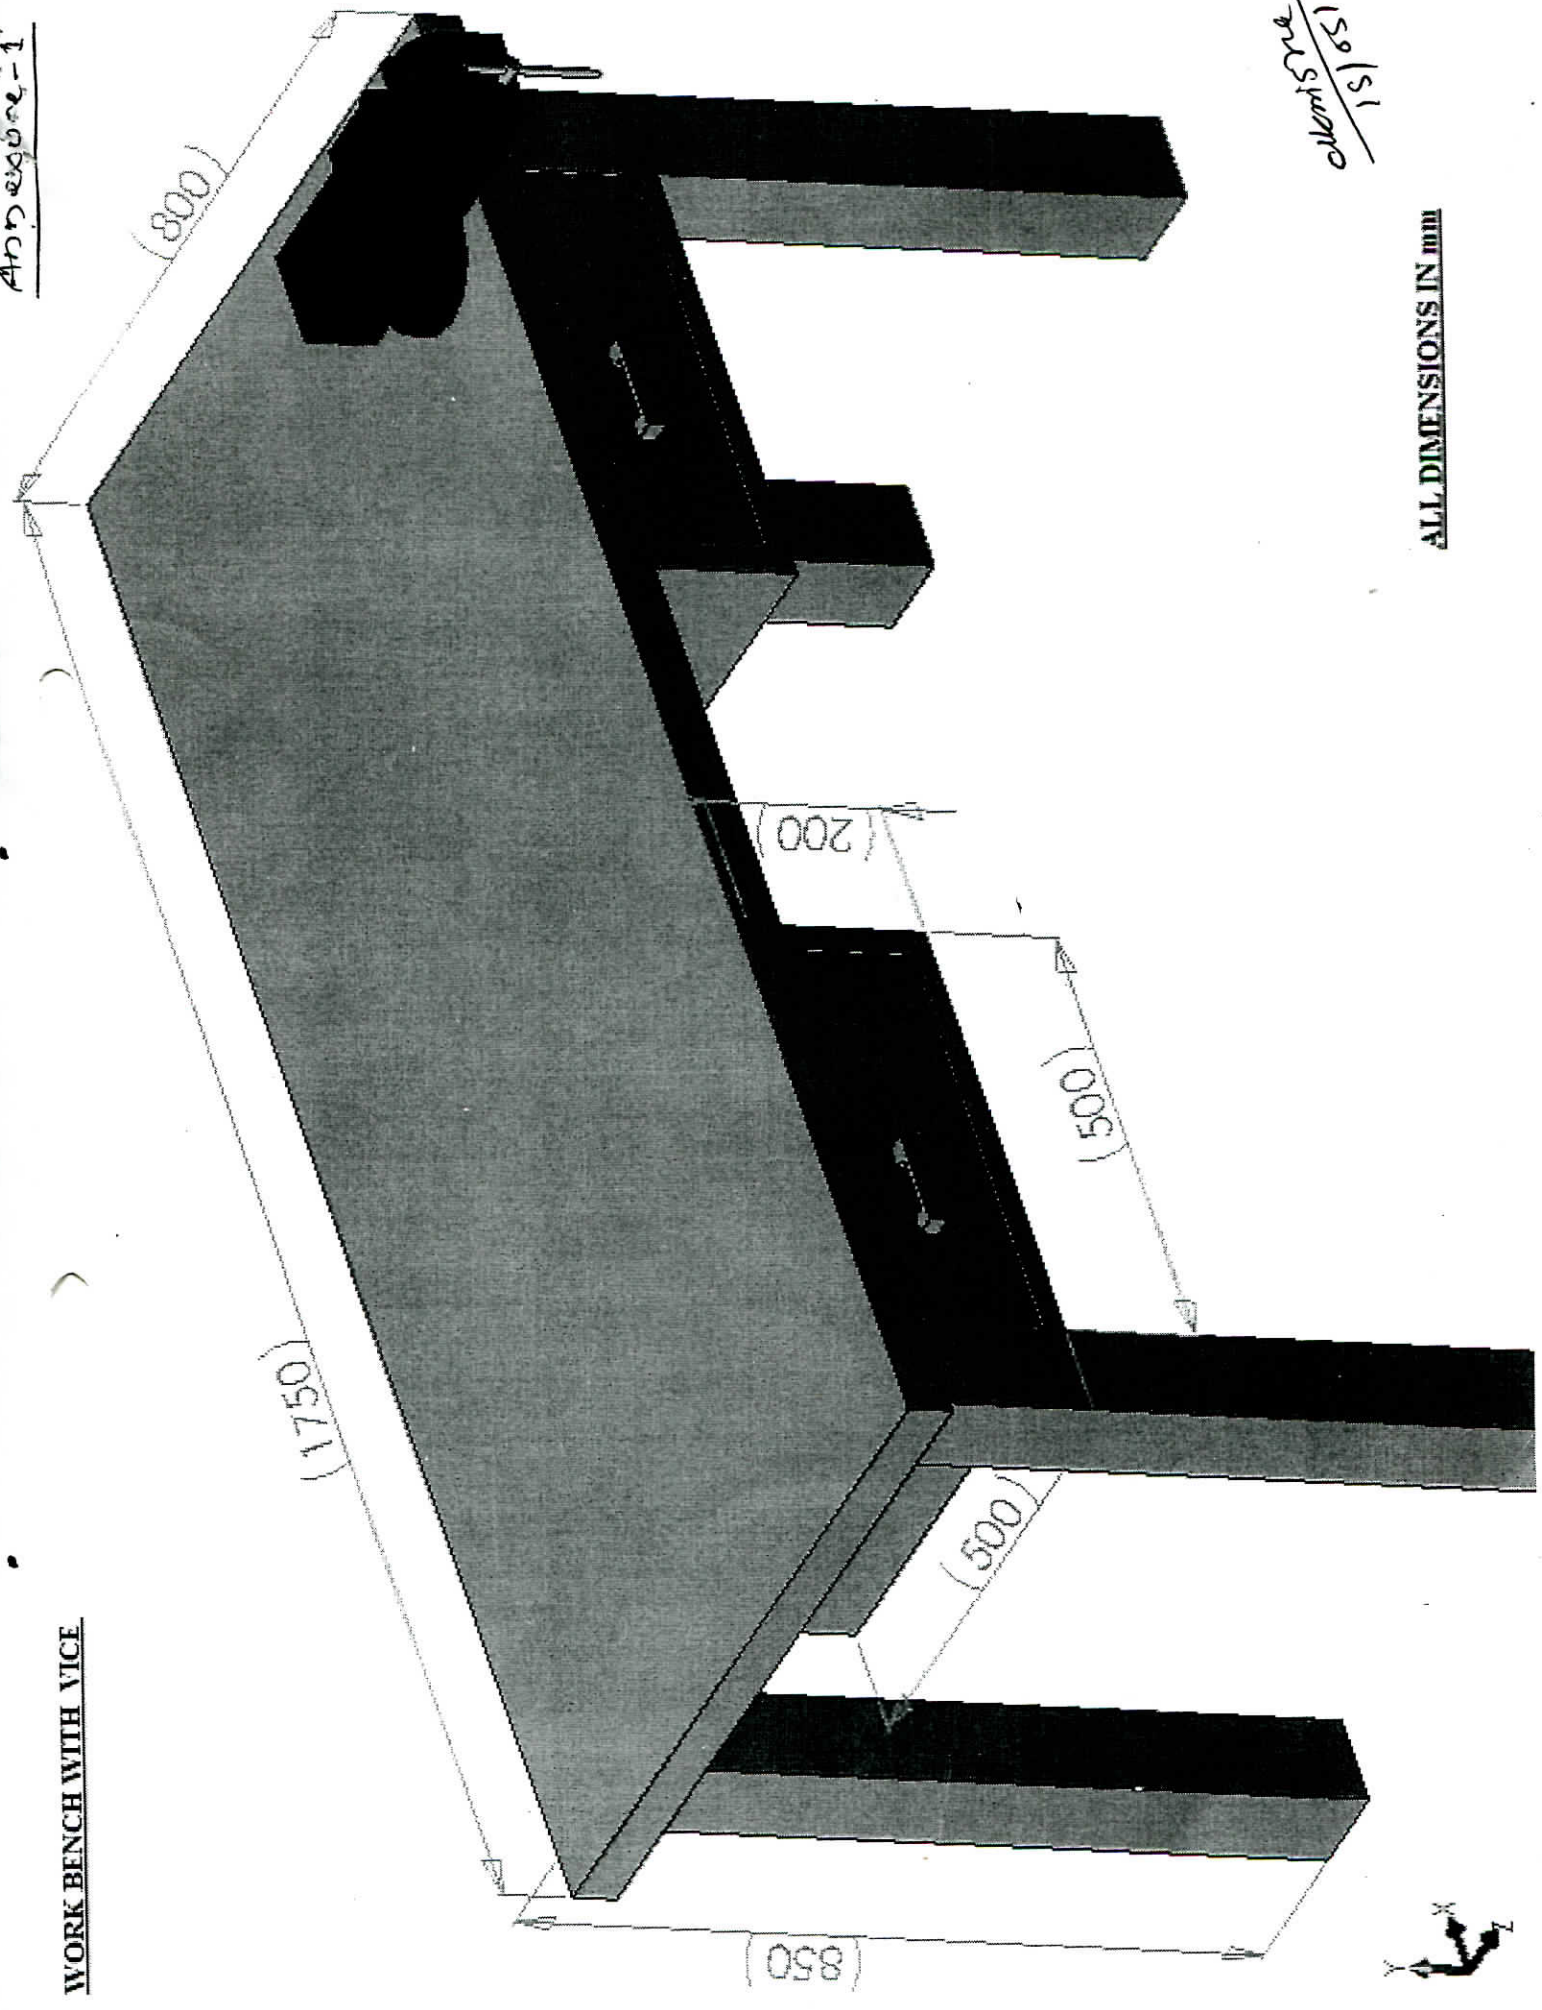 Annexure-1
WORK BENCH WITH VICE
(1750)
(800)
(850)
(500)
(500)
(200)
ALL DIMENSIONS IN mm
Y
X
Z